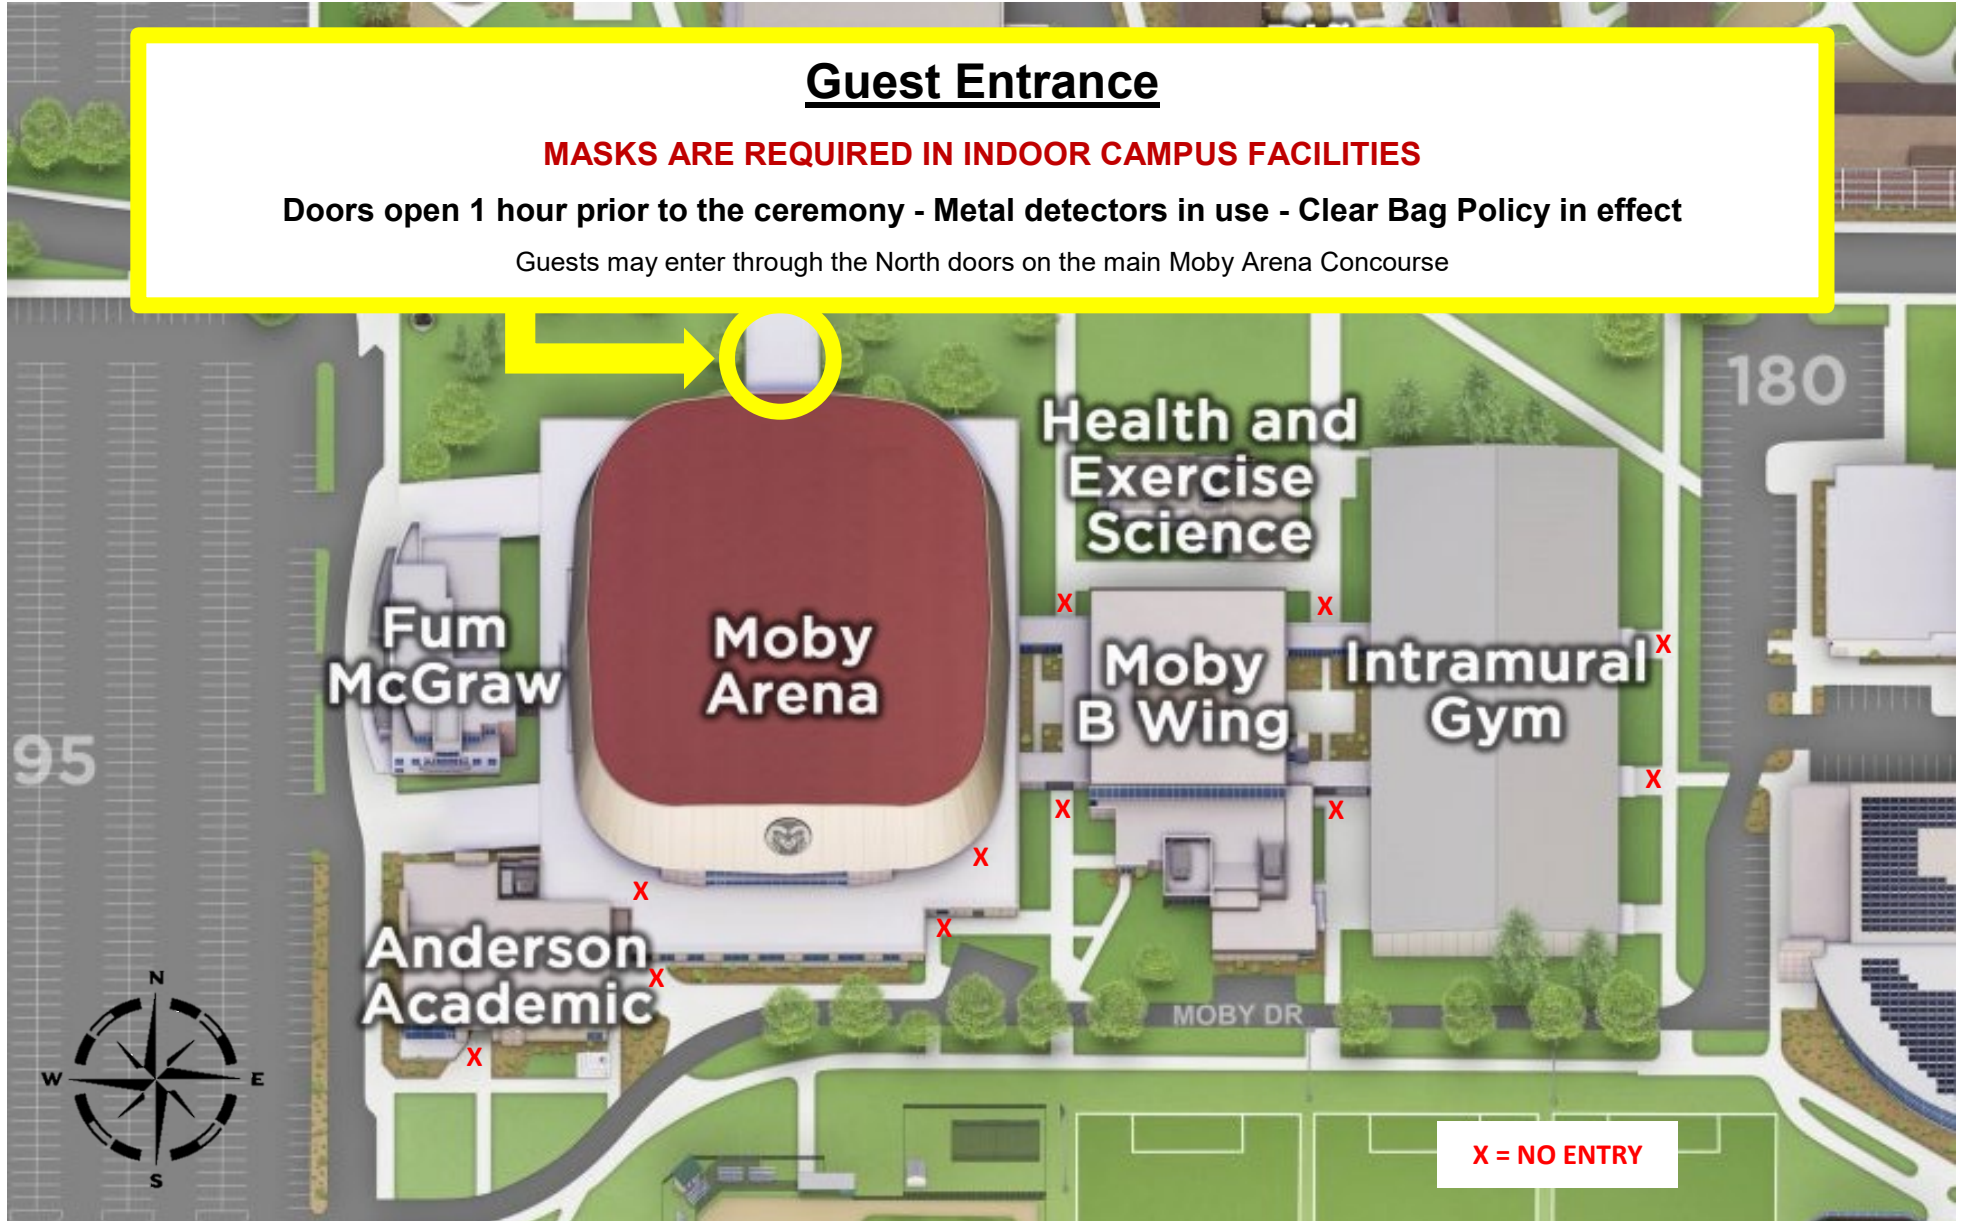 Guest Entrance
MASKS ARE REQUIRED IN INDOOR CAMPUS FACILITIES
Doors open 1 hour prior to the ceremony - Metal detectors in use - Clear Bag Policy in effect
Guests may enter through the North doors on the main Moby Arena Concourse
180
Health and
Exercise
Science
Fum
McGraw
Moby
Arena
Moby
B Wing
Intramural
Gym
X
X
X
X
X
X
X
X
X
X
X
X
95
Anderson
Academic
MOBY DR
N
W
E
S
X = NO ENTRY